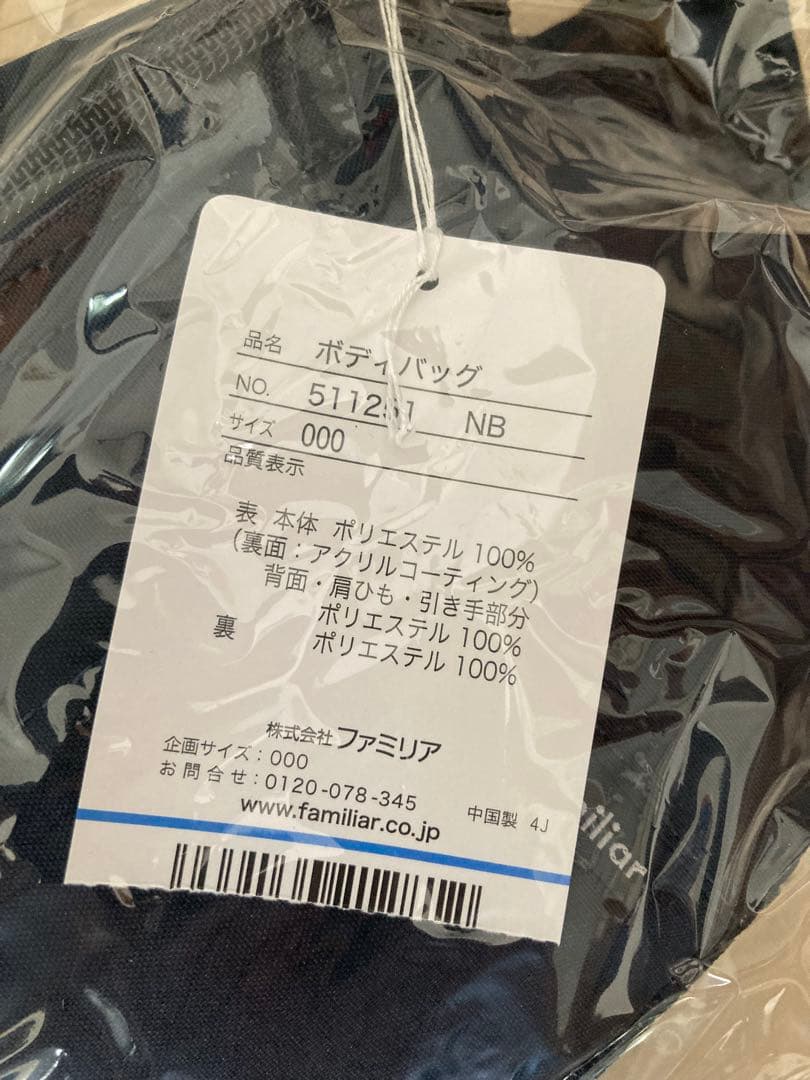 品名 ボディバッグ
NO. 511251 NB
サイズ 000
品質表示
表 本体 ポリエステル 100%
(裏面:アクリルコーティング)
背面・肩ひも・引き手部分
ポリエステル 100%
裏 ポリエステル 100%
株式会社ファミリア
企画サイズ:000
お問合せ:0120-078-345
中国製 4J
www.familiar.co.jp
miliar